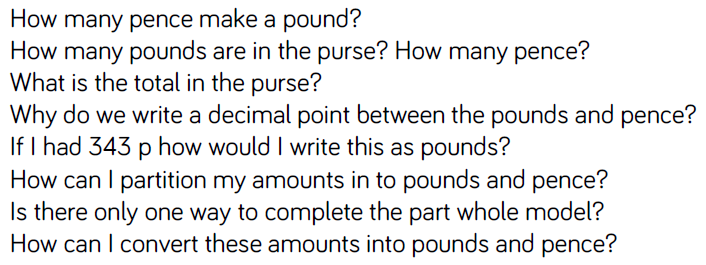 How many pence make a pound?
How many pounds are in the purse? How many pence?
What is the total in the purse?
Why do we write a decimal point between the pounds and pence?
If I had 343 p how would I write this as pounds?
How can I partition my amounts in to pounds and pence?
Is there only one way to complete the part whole model?
How can I convert these amounts into pounds and pence?